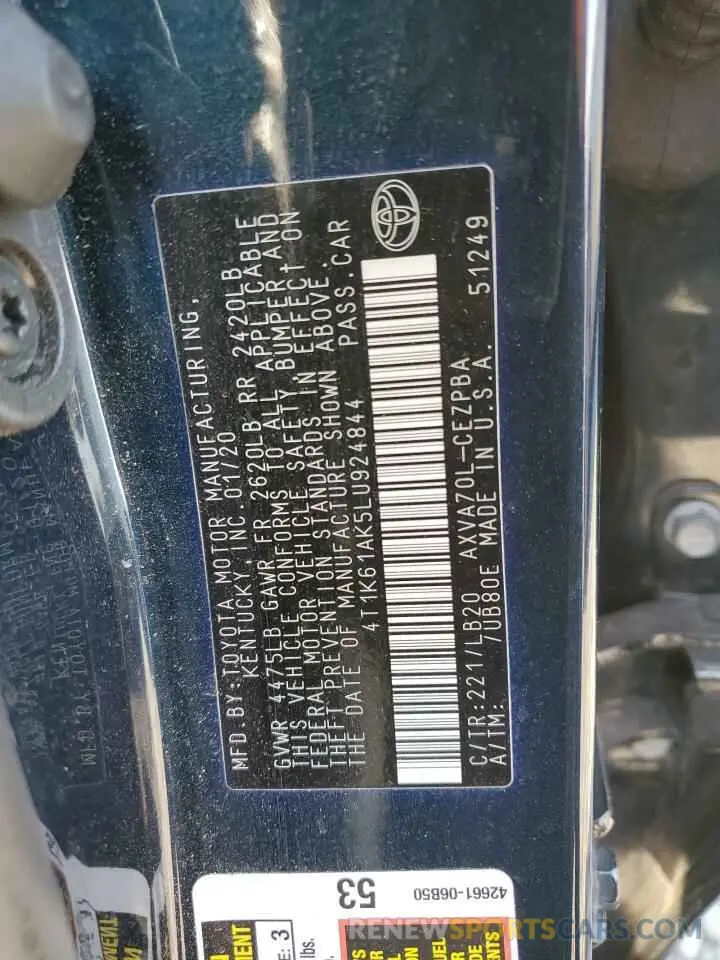 MFD.BY:TOYOTA MOTOR MANUFACTURING,
KENTUCKY, INC. 01/20
GVWR 4475LB GAWR FR 2620LB RR 2420LB
THIS VEHICLE CONFORMS TO ALL APPLICABLE
FEDERAL MOTOR VEHICLE SAFETY, BUMPER AND
THEFT PREVENTION STANDARDS IN EFFECT ON
THE DATE OF MANUFACTURE SHOWN ABOVE.
4T1K61AK5LU924844 PASS.CAR
C/TR:221/LB20 AXVA70L-CEZPBA
A/TM: /UB80E MADE IN U.S.A. 51249
53
42661-06B50
3
lbs.
RENEWSPORTSCARS.COM